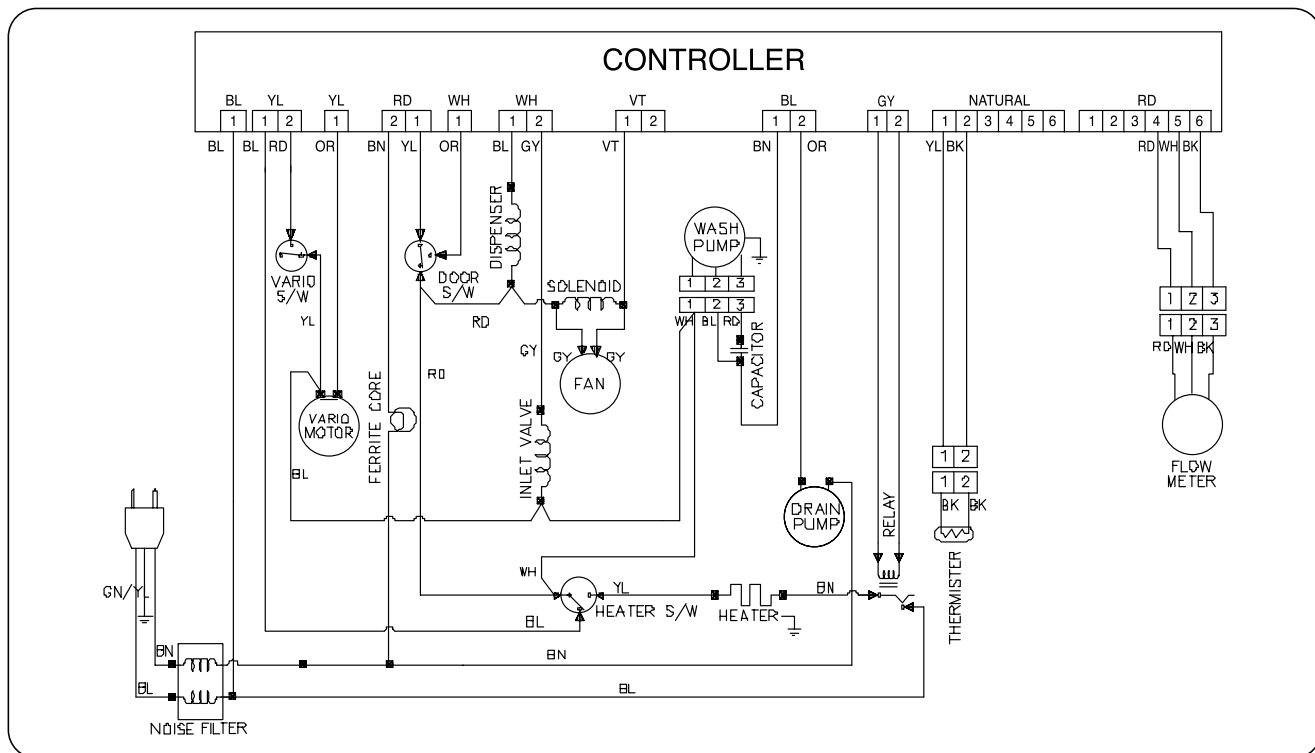 CONTROLLER
BL YL YL RD WH WH VT BL GY NATURAL RD
1 1 2 1 2 1 1 1 2 1 2 1 2 1 2 1 2 3 4 5 6 1 2 3 4 5 6
BL BL RD OR BN YL OR BL GY VT BN OR YL BK RD WH BK
DISPENSER
WASH
PUMP
VARIO
S/W
DOOR
S/W
SOLENOID
1 2 3
1 2 3
WH BL RD
RD
YL
GY
GY GY
FAN
CAPACITOR
1 2 3
1 2 3
RD WH BK
FLOW
METER
FERRITE CORE
RD
VARIO
MOTOR
BL
INLET VALVE
DRAIN
PUMP
RELAY
1 2
1 2
BK BK
THERMISTER
GN/YL
WH
YL
HEATER S/W
HEATER
BN
BL
BN
BN
BL
BL
NOISE FILTER